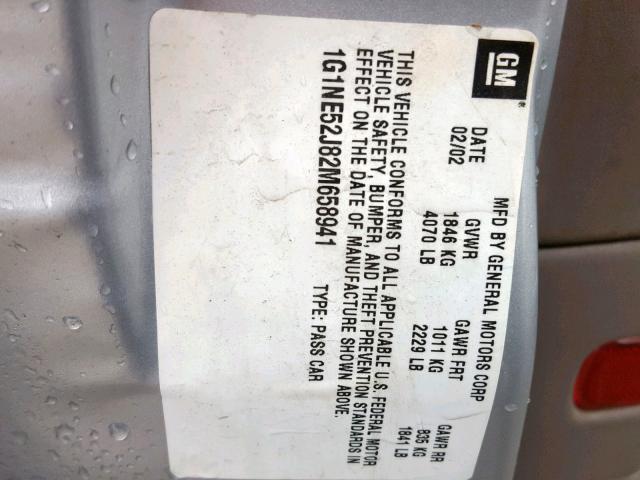 GM®
MFD BY GENERAL MOTORS CORP
DATE GVWR GAWR FRT GAWR RR
02/02 1846 KG 1011 KG 835 KG
4070 LB 2229 LB 1841 LB
THIS VEHICLE CONFORMS TO ALL APPLICABLE U.S. FEDERAL MOTOR
VEHICLE SAFETY, BUMPER, AND THEFT PREVENTION STANDARDS IN
EFFECT ON THE DATE OF MANUFACTURE SHOWN ABOVE.
1G1NE52J82M658941 TYPE: PASS CAR